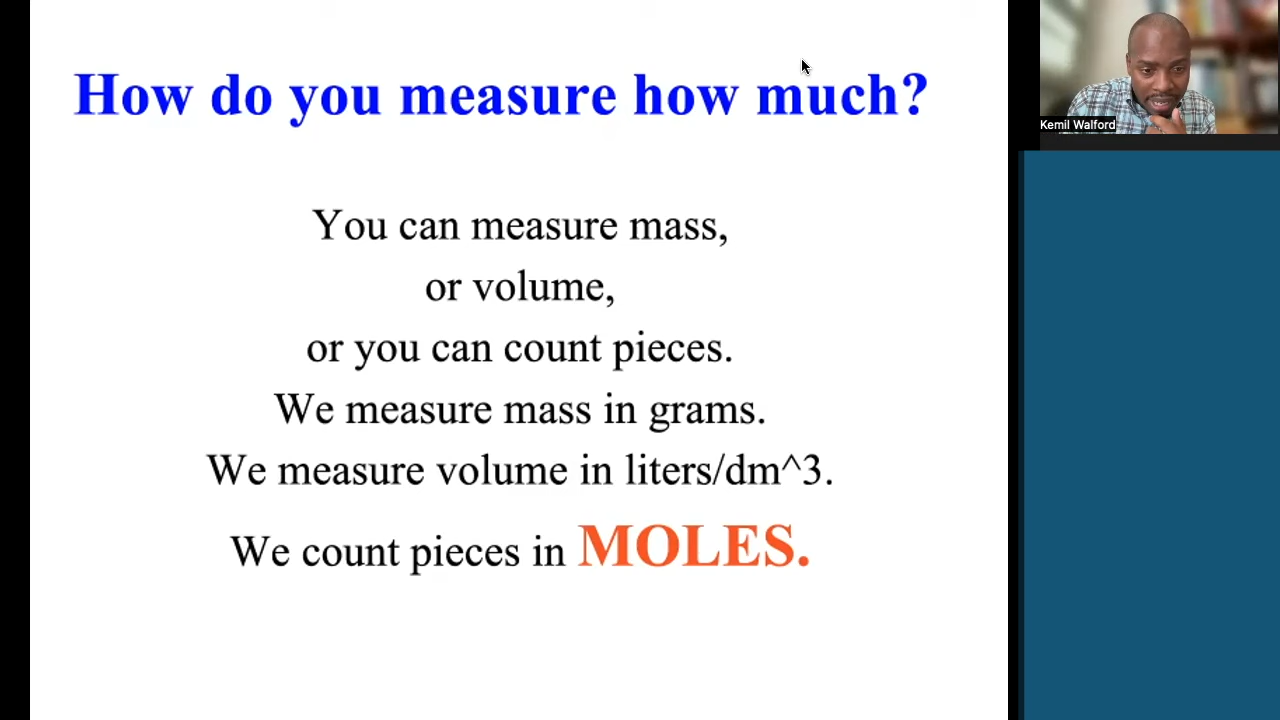 How do you measure how much?
You can measure mass,
or volume,
or you can count pieces.
We measure mass in grams.
We measure volume in liters/dm^3.
We count pieces in MOLES.
Kemil Walford